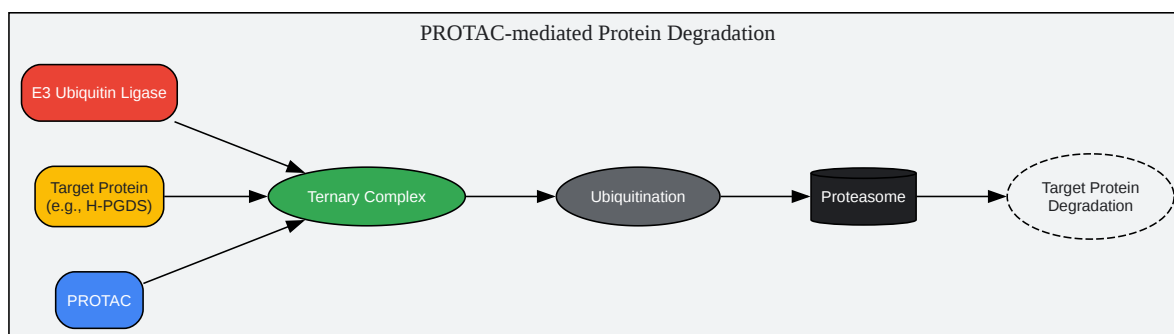 PROTAC-mediated Protein Degradation
E3 Ubiquitin Ligase
Target Protein
(e.g., H-PGDS)
PROTAC
Ternary Complex
Ubiquitination
Proteasome
Target Protein
Degradation